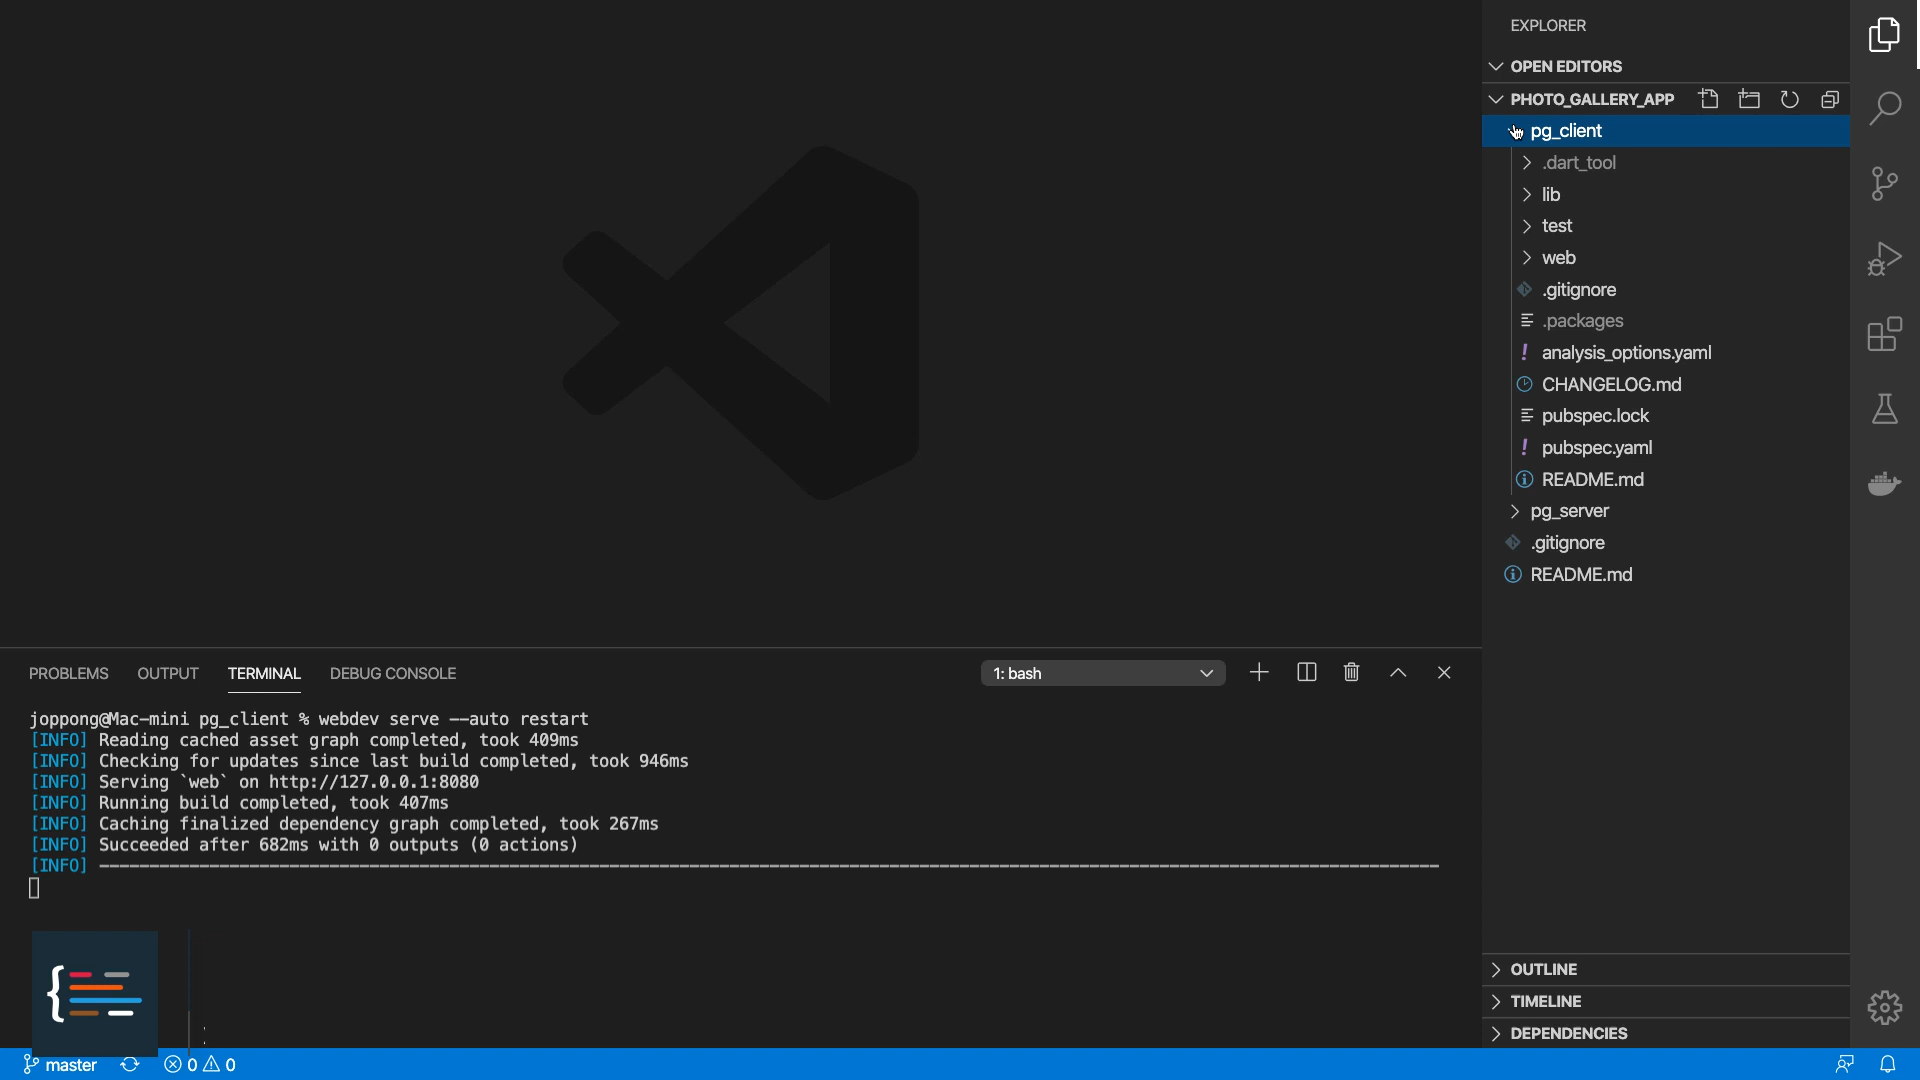 EXPLORER
OPEN EDITORS
PHOTO_GALLERY_APP
pg_client
.dart_tool
lib
test
web
.gitignore
.packages
! analysis_options.yaml
CHANGELOG.md
pubspec.lock
! pubspec.yaml
README.md
pg_server
.gitignore
README.md
PROBLEMS OUTPUT TERMINAL DEBUG CONSOLE 1: bash
joppong@Mac-mini pg_client % webdev serve --auto restart
[INFO] Reading cached asset graph completed, took 409ms
[INFO] Checking for updates since last build completed, took 946ms
[INFO] Serving `web` on http://127.0.0.1:8080
[INFO] Running build completed, took 407ms
[INFO] Caching finalized dependency graph completed, took 267ms
[INFO] Succeeded after 682ms with 0 outputs (0 actions)
[INFO] ----------------------------------------------------------------------
OUTLINE
TIMELINE
DEPENDENCIES
master 0 0